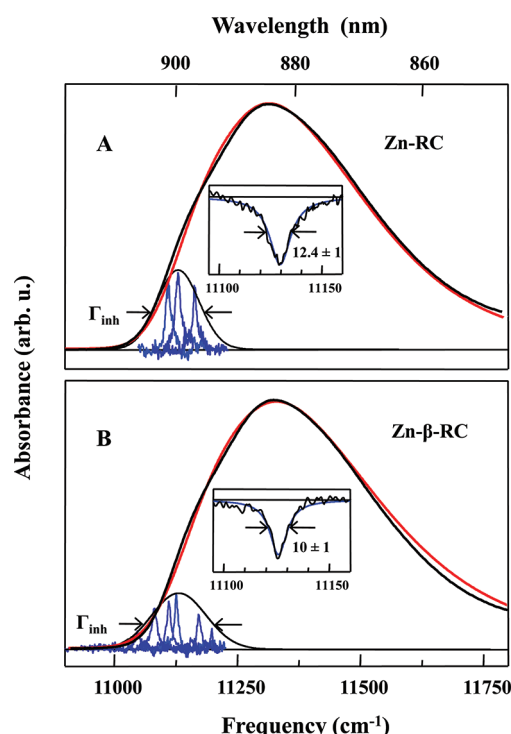 Wavelength (nm)
900 880 860
A
Zn-RC
12.4 ± 1
11100 11150
Γinh
B
Zn-β-RC
10 ± 1
11100 11150
Γinh
Absorbance (arb. u.)
11000 11250 11500 11750
Frequency (cm⁻¹)